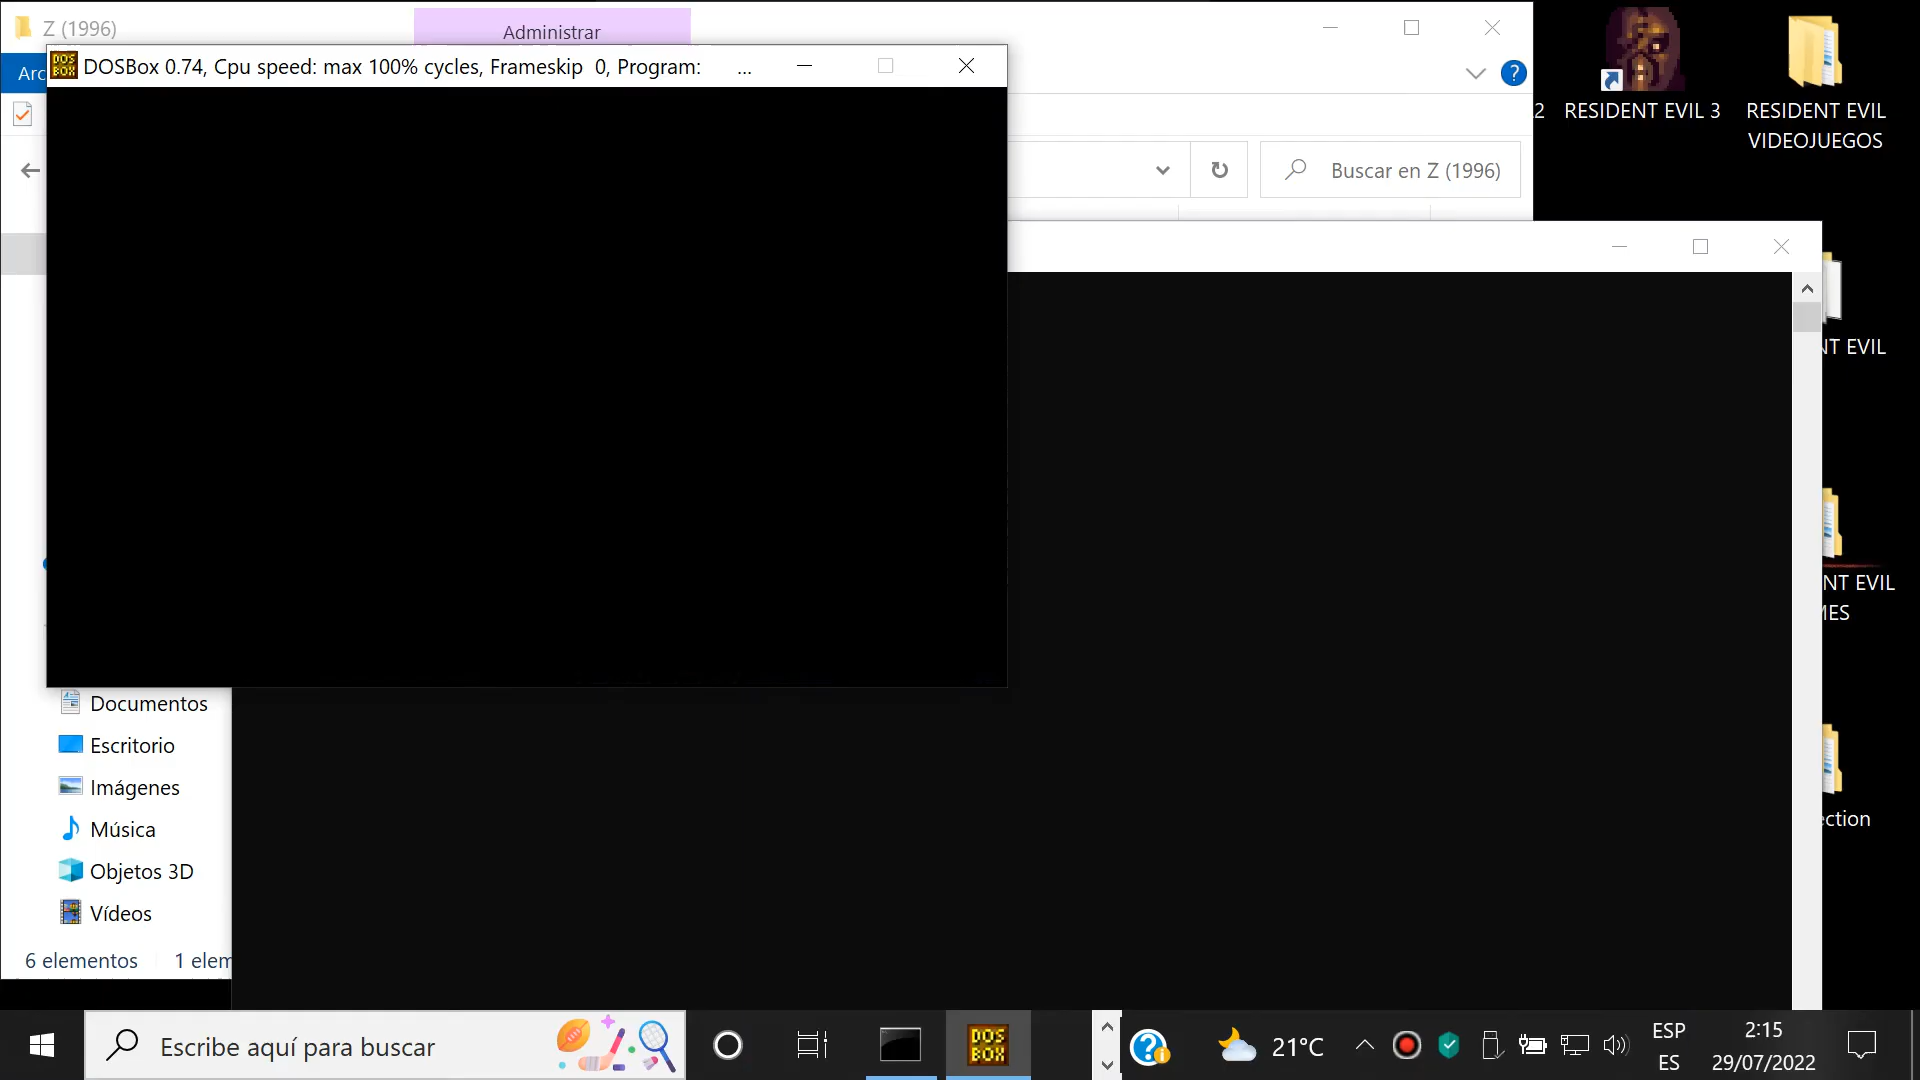 Z (1996)
Administrar
Arc
DOS BOX
DOSBox 0.74, Cpu speed: max 100% cycles, Frameskip  0, Program: ...
?
Buscar en Z (1996)
2
RESIDENT EVIL 3
RESIDENT EVIL
VIDEOJUEGOS
NT EVIL
NT EVIL
MES
ection
Documentos
Escritorio
Imágenes
Música
Objetos 3D
Vídeos
6 elementos
1 elem
Escribe aquí para buscar
DOS
BOX
21°C
ESP
ES
2:15
29/07/2022